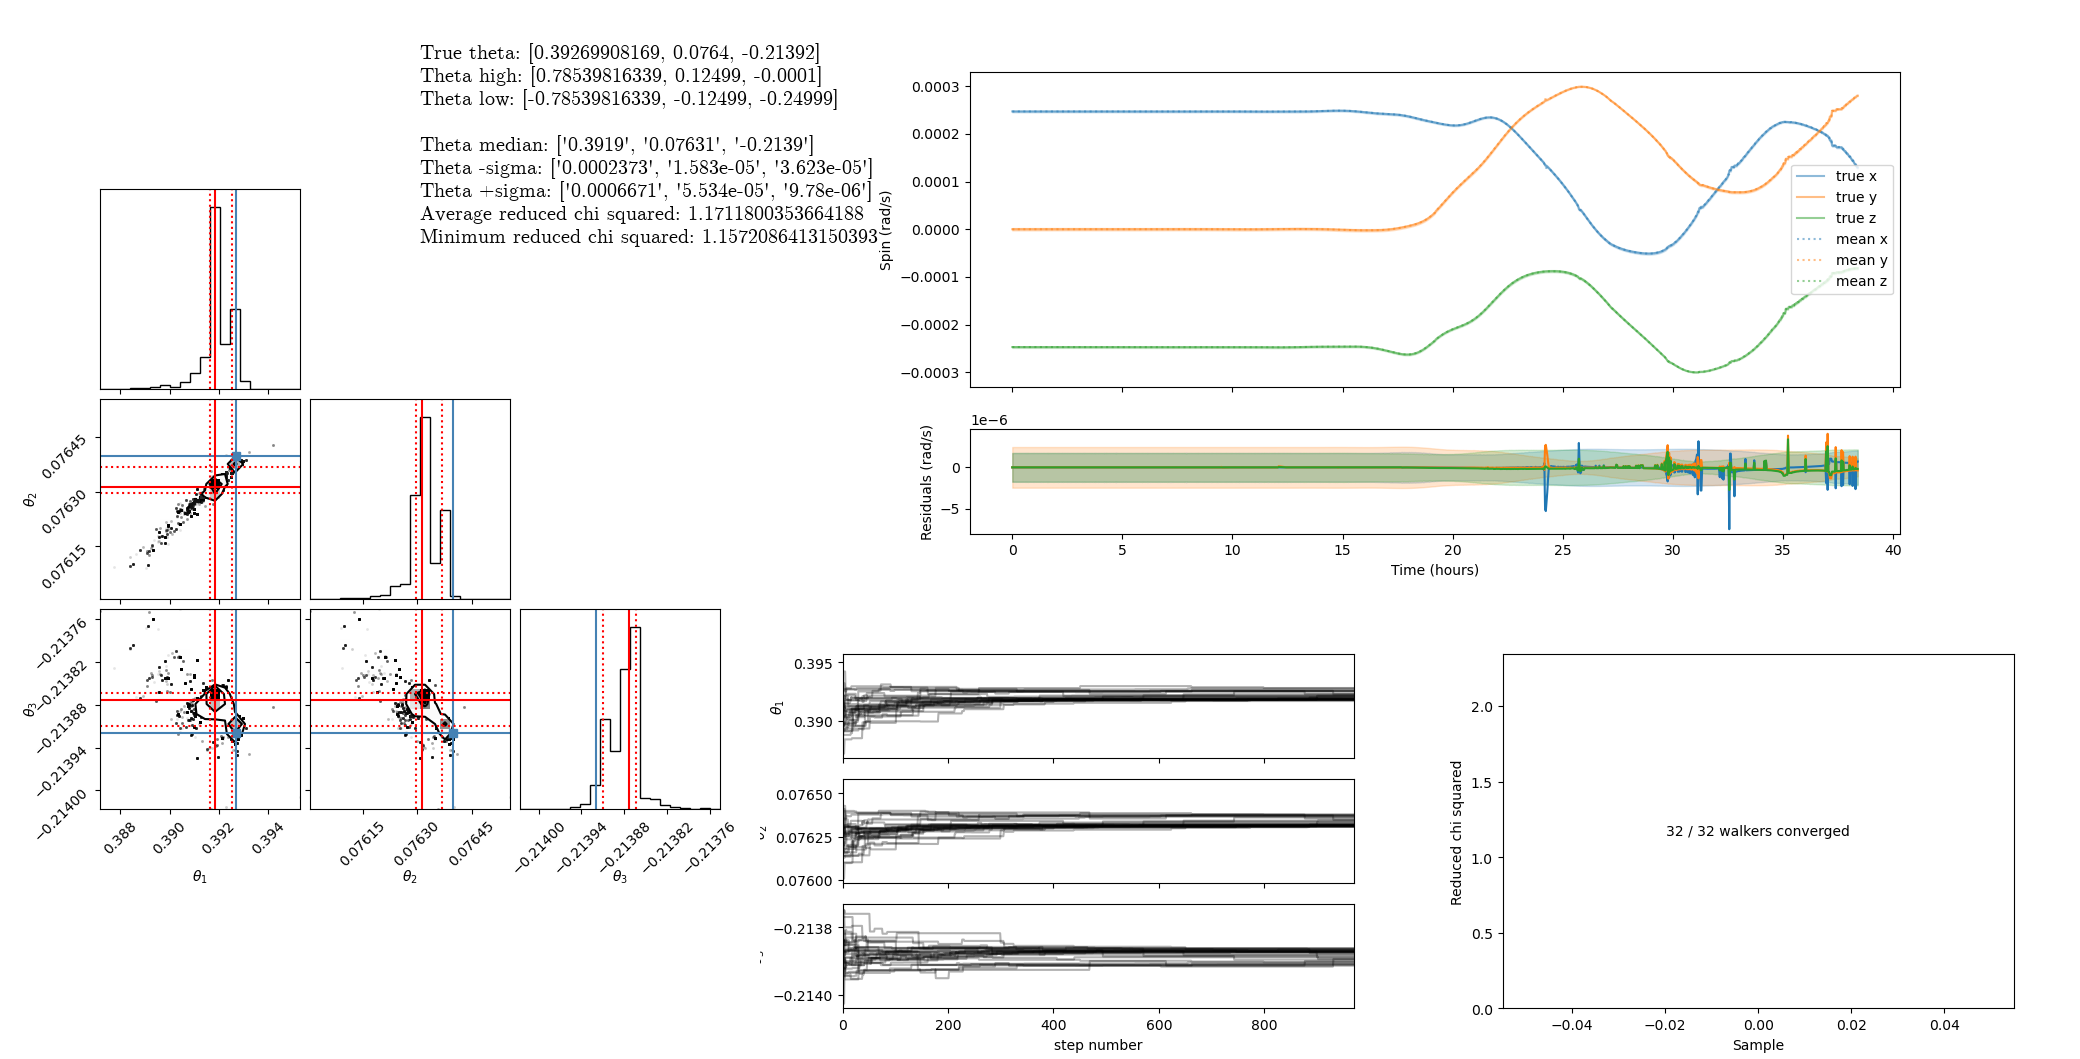 True theta: [0.39269908169, 0.0764, -0.21392]
Theta high: [0.78539816339, 0.12499, -0.0001]
Theta low: [-0.78539816339, -0.12499, -0.24999]
Theta median: ['0.3919', '0.07631', '-0.2139']
Theta -sigma: ['0.0002373', '1.583e-05', '3.623e-05']
Theta +sigma: ['0.0006671', '5.534e-05', '9.78e-06']
Average reduced chi squared: 1.1711800353664188
Minimum reduced chi squared: 1.1572086413150393
0.0003
0.0002
0.0001
0.0000
−0.0001
−0.0002
−0.0003
Spin (rad/s)
true x
true y
true z
mean x
mean y
mean z
1e−6
0
−5
Residuals (rad/s)
0 5 10 15 20 25 30 35 40
Time (hours)
0.07645
0.07630
0.07615
θ2
−0.21376
−0.21382
−0.21388
−0.21394
−0.21400
θ3
0.388 0.390 0.392 0.394
θ1
0.07615 0.07630 0.07645
θ2
−0.21400 −0.21394 −0.21388 −0.21382 −0.21376
θ3
0.395
0.390
θ1
0.07650
0.07625
0.07600
−0.2138
−0.2140
0 200 400 600 800
step number
2.0
1.5
1.0
0.5
0.0
Reduced chi squared
32 / 32 walkers converged
−0.04 −0.02 0.00 0.02 0.04
Sample